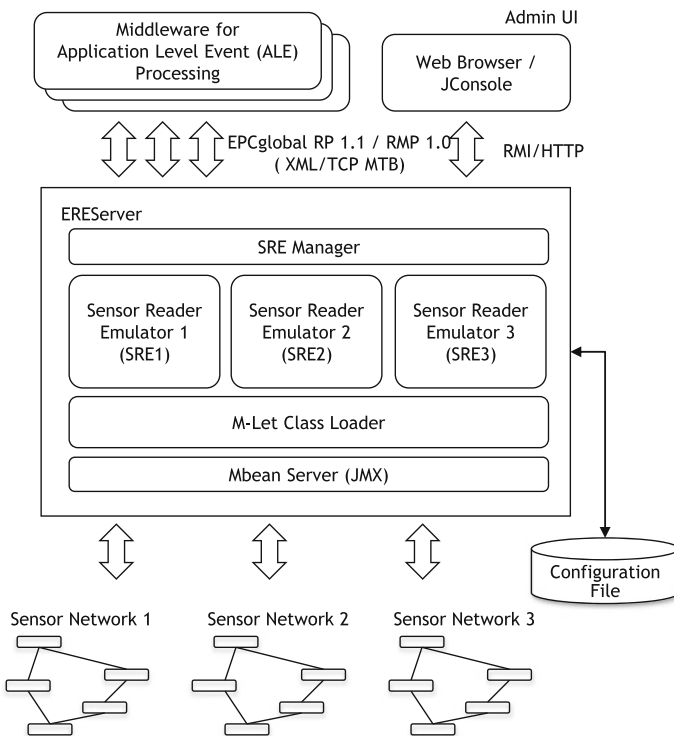 Admin UI
Middleware for
Application Level Event (ALE)
Processing
Web Browser /
JConsole
EPCglobal RP 1.1 / RMP 1.0
( XML/TCP MTB)
RMI/HTTP
EREServer
SRE Manager
Sensor Reader
Emulator 1
(SRE1)
Sensor Reader
Emulator 2
(SRE2)
Sensor Reader
Emulator 3
(SRE3)
M-Let Class Loader
Mbean Server (JMX)
Configuration
File
Sensor Network 1
Sensor Network 2
Sensor Network 3